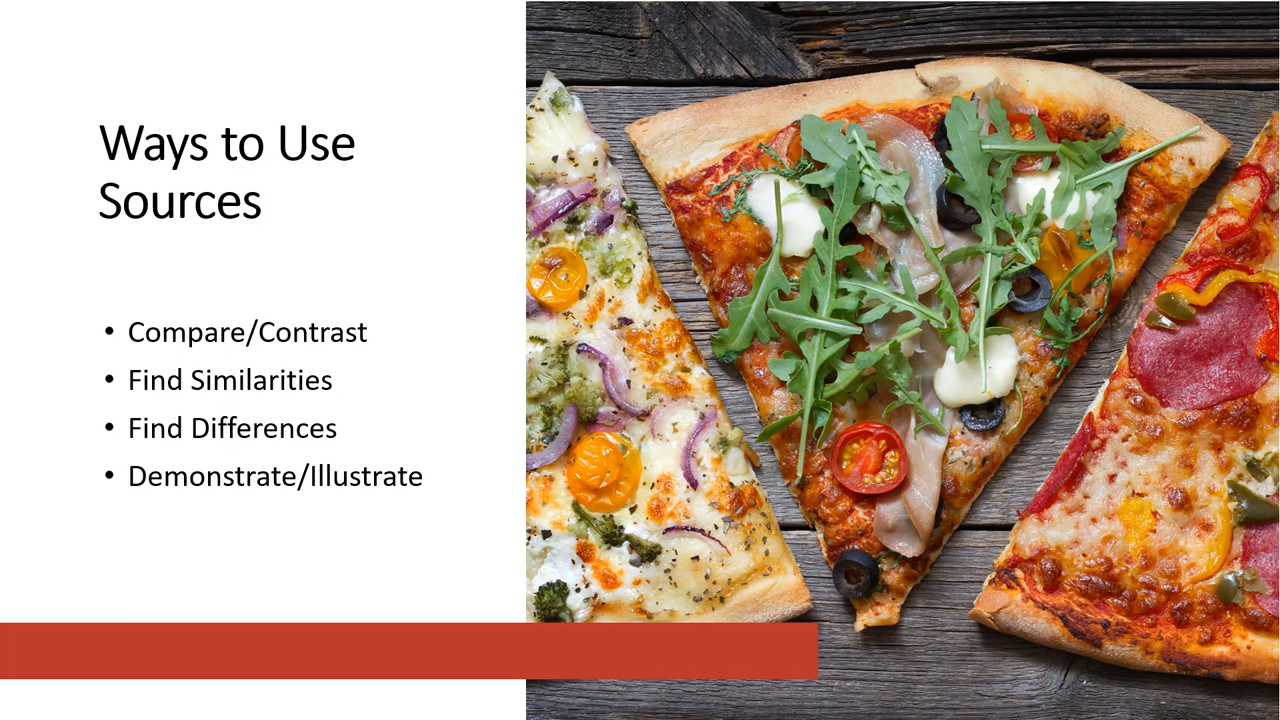 Ways to Use
Sources
• Compare/Contrast
• Find Similarities
• Find Differences
• Demonstrate/Illustrate